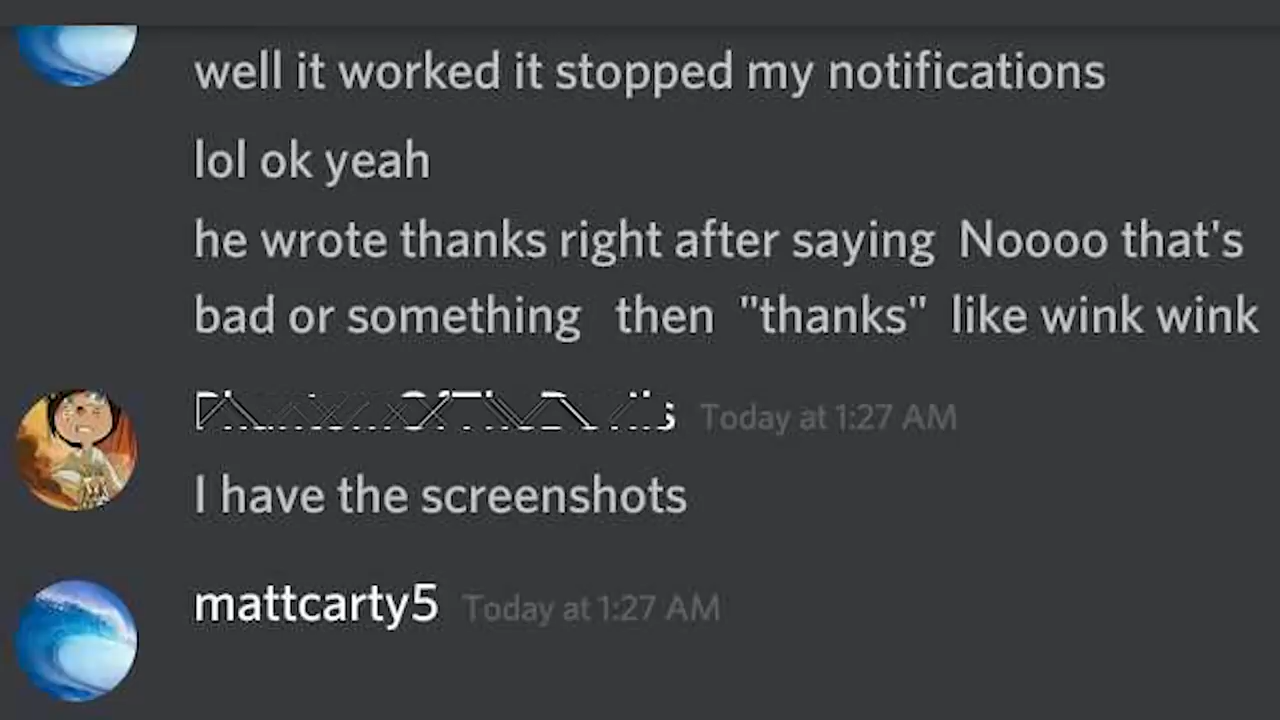 well it worked it stopped my notifications
lol ok yeah
he wrote thanks right after saying  Noooo that's
bad or something   then  "thanks"  like wink wink
Today at 1:27 AM
I have the screenshots
mattcarty5 Today at 1:27 AM